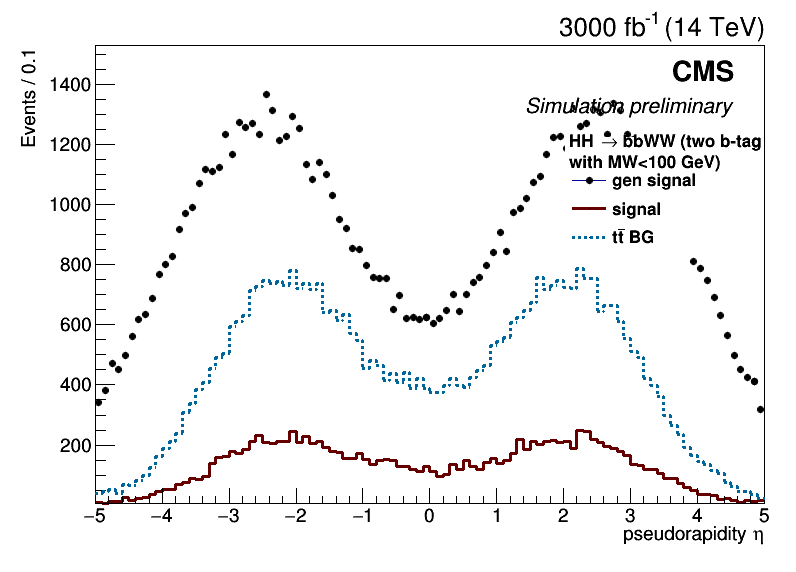 3000 fb⁻¹ (14 TeV)
CMS
Simulation preliminary
HH → b̄bWW (two b-tag
with MW<100 GeV)
gen signal
signal
tt̄ BG
Events / 0.1
1400
1200
1000
800
600
400
200
−5 −4 −3 −2 −1 0 1 2 3 4 5
pseudorapidity η